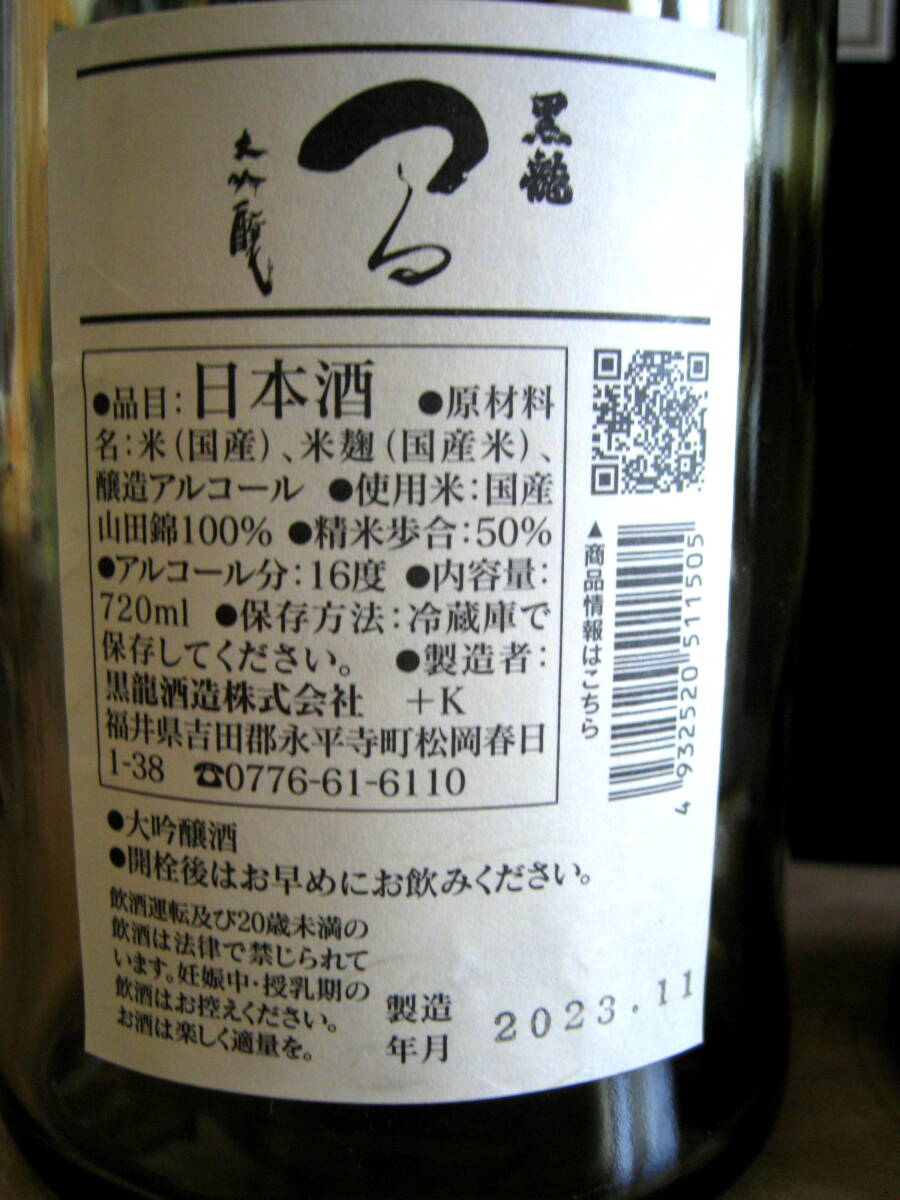 黒龍
つる
大吟醸
●品目：日本酒 ●原材料
名：米（国産）、米麹（国産米）、
醸造アルコール ●使用米：国産
山田錦100% ●精米歩合：50%
●アルコール分：16度 ●内容量：
720ml ●保存方法：冷蔵庫で
保存してください。 ●製造者：
黒龍酒造株式会社 +K
福井県吉田郡永平寺町松岡春日
1-38 ☎0776-61-6110
▲商品情報はこちら
4 932520 511505
●大吟醸酒
●開栓後はお早めにお飲みください。
飲酒運転及び20歳未満の
飲酒は法律で禁じられて
います。妊娠中・授乳期の
飲酒はお控えください。
お酒は楽しく適量を。
製造
年月
2023.11